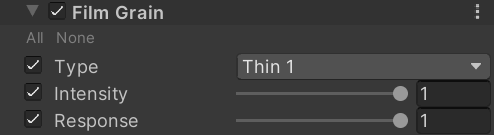 Film Grain
All None
Type Thin 1
Intensity 1
Response 1